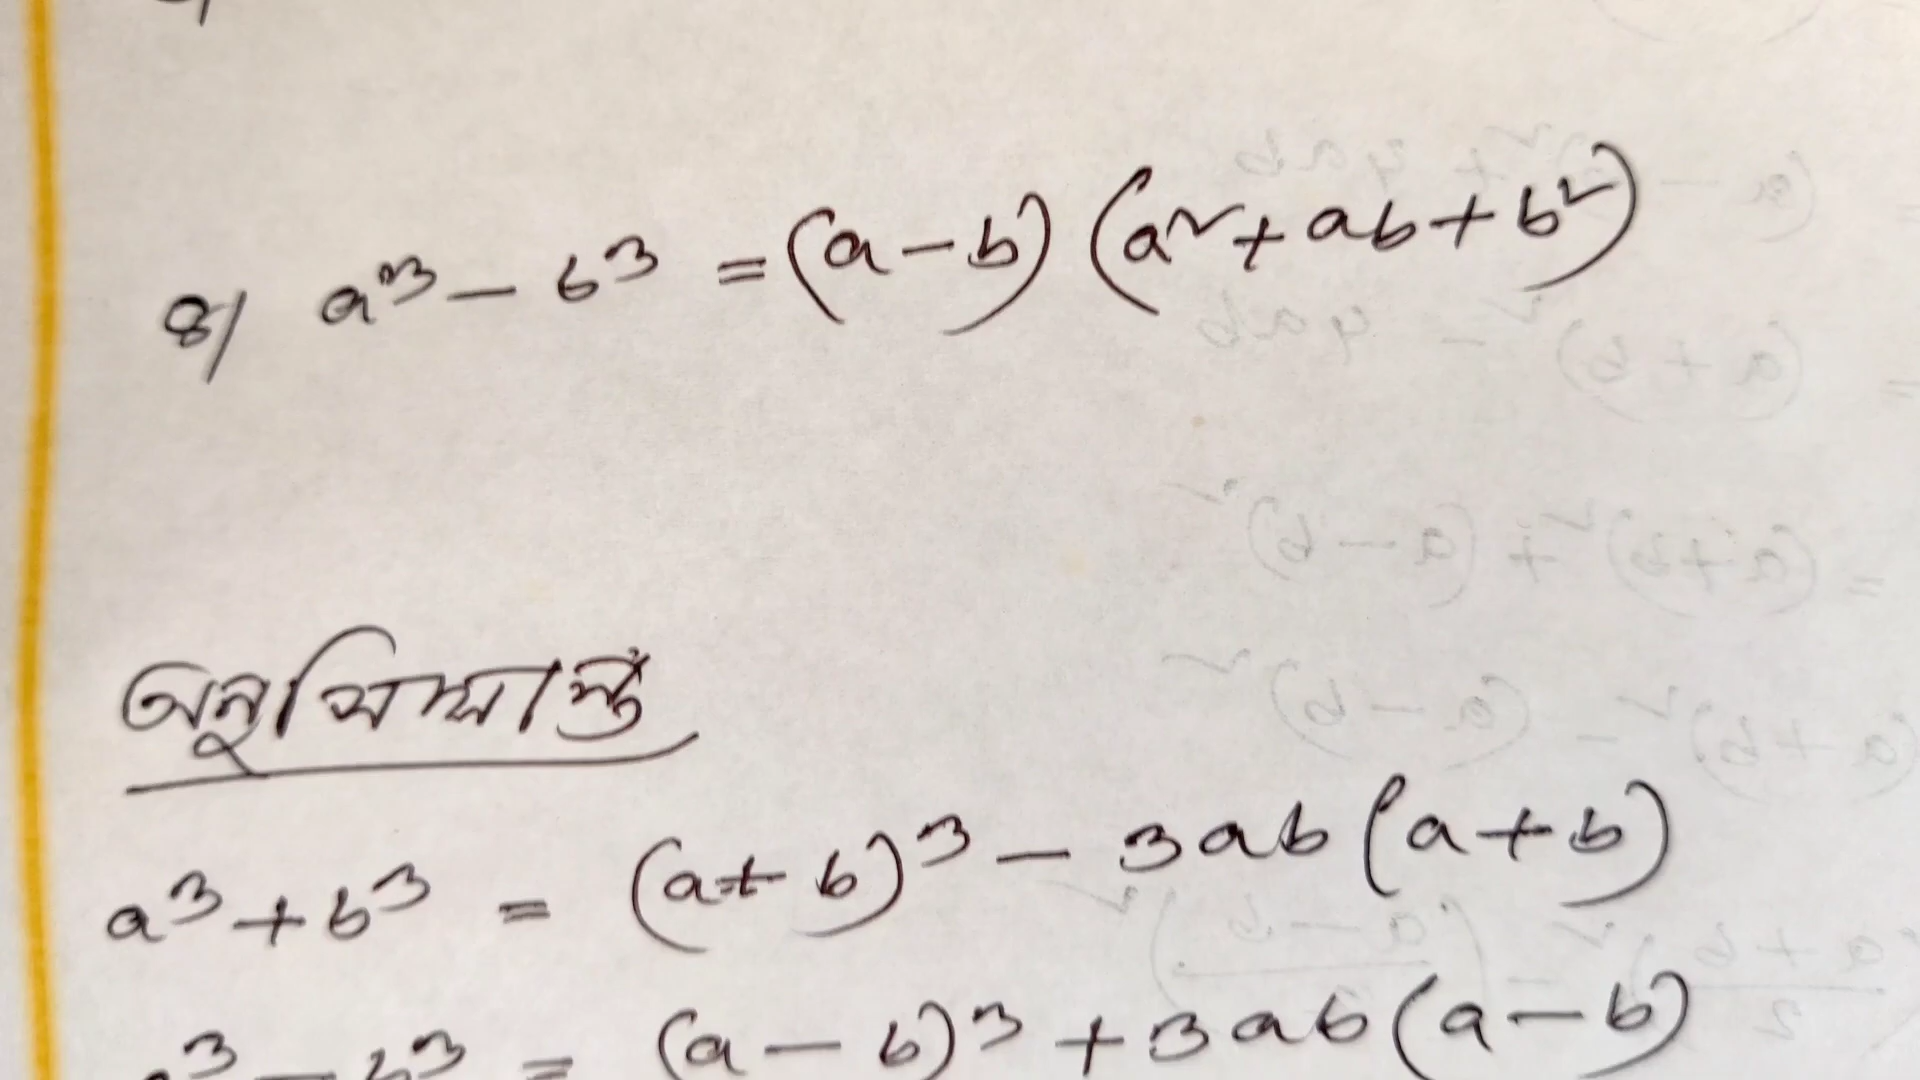 ৪/ a³ - b³ = (a-b) (a²+ab+b²)
অনুসিদ্ধান্ত
a³+b³ = (a+b)³ - 3ab(a+b)
a³ - b³ = (a-b)³ + 3ab(a-b)